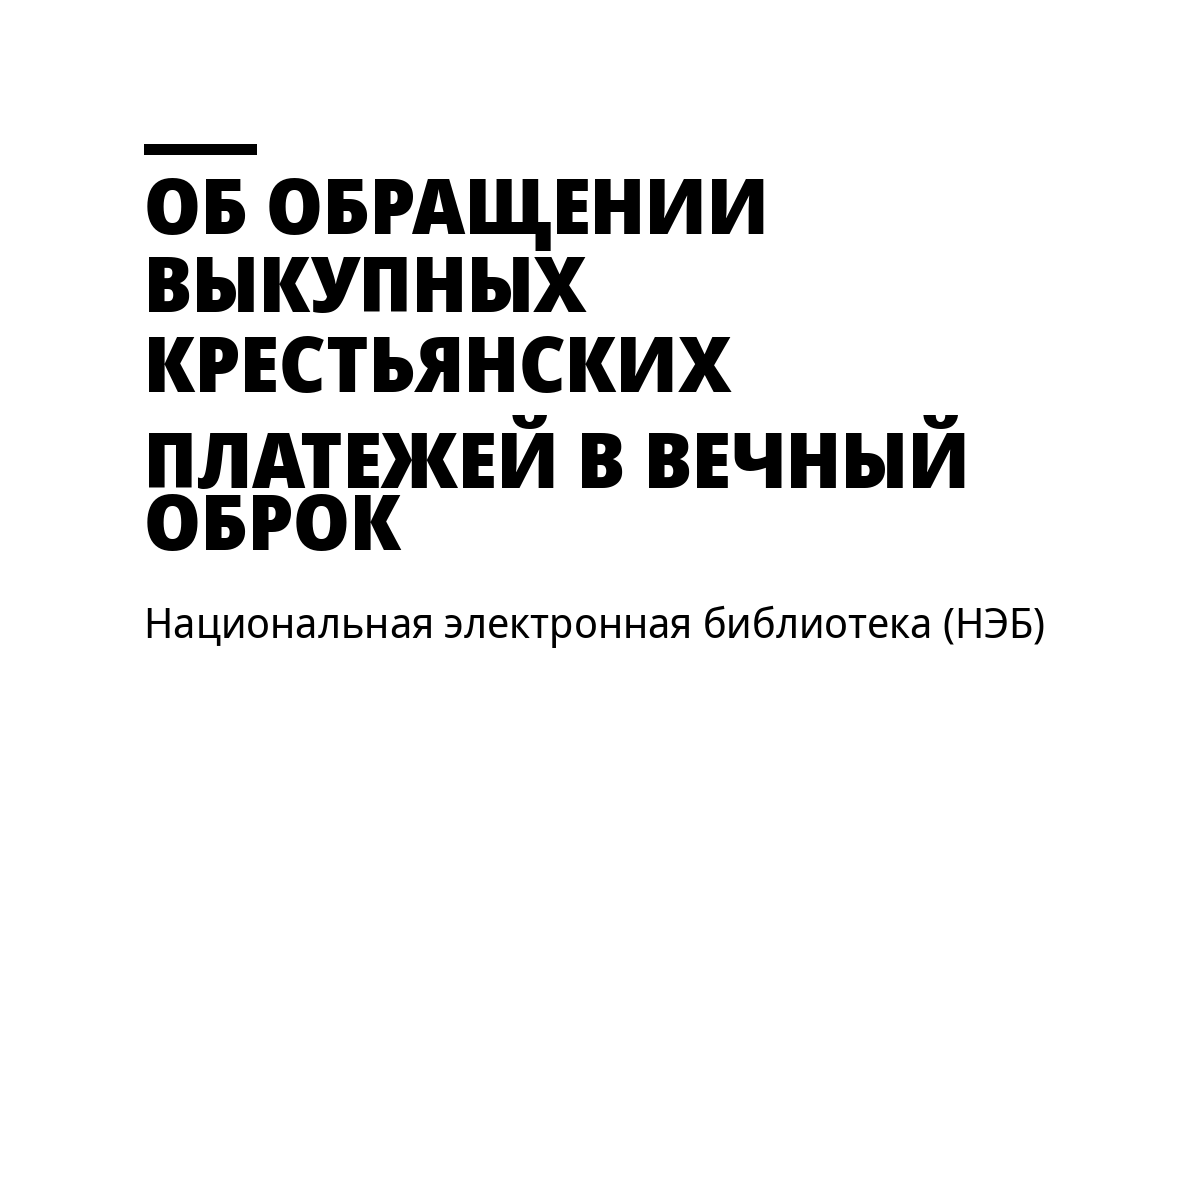 ОБ ОБРАЩЕНИИ
ВЫКУПНЫХ
КРЕСТЬЯНСКИХ
ПЛАТЕЖЕЙ В ВЕЧНЫЙ
ОБРОК
Национальная электронная библиотека (НЭБ)